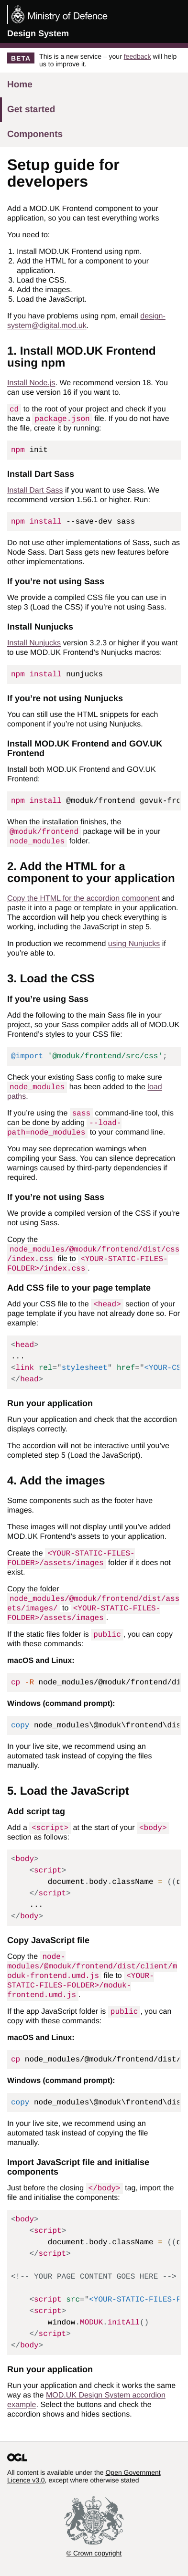 Ministry of Defence
Design System
BETA
This is a new service – your feedback will
help us to improve it.
Home
Get started
Components
Setup guide for
developers
Add a MOD.UK Frontend component to your
application, so you can test everything works
You need to:
1. Install MOD.UK Frontend using npm.
2. Add the HTML for a component to your
application.
3. Load the CSS.
4. Add the images.
5. Load the JavaScript.
If you have problems using npm, email design-
system@digital.mod.uk.
1. Install MOD.UK Frontend
using npm
Install Node.js. We recommend version 18. You
can use version 16 if you want to.
cd to the root of your project and check if you
have a package.json file. If you do not have
the file, create it by running:
npm init
Install Dart Sass
Install Dart Sass if you want to use Sass. We
recommend version 1.56.1 or higher. Run:
npm install --save-dev sass
Do not use other implementations of Sass, such as
Node Sass. Dart Sass gets new features before
other implementations.
If you’re not using Sass
We provide a compiled CSS file you can use in
step 3 (Load the CSS) if you’re not using Sass.
Install Nunjucks
Install Nunjucks version 3.2.3 or higher if you want
to use MOD.UK Frontend’s Nunjucks macros:
npm install nunjucks
If you’re not using Nunjucks
You can still use the HTML snippets for each
component if you’re not using Nunjucks.
Install MOD.UK Frontend and GOV.UK
Frontend
Install both MOD.UK Frontend and GOV.UK
Frontend:
npm install @moduk/frontend govuk-fro
When the installation finishes, the
@moduk/frontend package will be in your
node_modules folder.
2. Add the HTML for a
component to your application
Copy the HTML for the accordion component and
paste it into a page or template in your application.
The accordion will help you check everything is
working, including the JavaScript in step 5.
In production we recommend using Nunjucks if
you’re able to.
3. Load the CSS
If you’re using Sass
Add the following to the main Sass file in your
project, so your Sass compiler adds all of MOD.UK
Frontend’s styles to your CSS file:
@import '@moduk/frontend/src/css';
Check your existing Sass config to make sure
node_modules has been added to the load
paths.
If you’re using the sass command-line tool, this
can be done by adding --load-
path=node_modules to your command line.
You may see deprecation warnings when
compiling your Sass. You can silence deprecation
warnings caused by third-party dependencies if
required.
If you’re not using Sass
We provide a compiled version of the CSS if you’re
not using Sass.
Copy the
node_modules/@moduk/frontend/dist/css
/index.css file to <YOUR-STATIC-FILES-
FOLDER>/index.css.
Add CSS file to your page template
Add your CSS file to the <head> section of your
page template if you have not already done so. For
example:
<head>
...
<link rel="stylesheet" href="<YOUR-CS
</head>
Run your application
Run your application and check that the accordion
displays correctly.
The accordion will not be interactive until you’ve
completed step 5 (Load the JavaScript).
4. Add the images
Some components such as the footer have
images.
These images will not display until you’ve added
MOD.UK Frontend’s assets to your application.
Create the <YOUR-STATIC-FILES-
FOLDER>/assets/images folder if it does not
exist.
Copy the folder
node_modules/@moduk/frontend/dist/ass
ets/images/ to <YOUR-STATIC-FILES-
FOLDER>/assets/images.
If the static files folder is public, you can copy
with these commands:
macOS and Linux:
cp -R node_modules/@moduk/frontend/di
Windows (command prompt):
copy node_modules\@moduk\frontend\dis
In your live site, we recommend using an
automated task instead of copying the files
manually.
5. Load the JavaScript
Add script tag
Add a <script> at the start of your <body>
section as follows:
<body>
<script>
document.body.className = ((d
</script>
...
</body>
Copy JavaScript file
Copy the node-
modules/@moduk/frontend/dist/client/m
oduk-frontend.umd.js file to <YOUR-
STATIC-FILES-FOLDER>/moduk-
frontend.umd.js.
If the app JavaScript folder is public, you can
copy with these commands:
macOS and Linux:
cp node_modules/@moduk/frontend/dist/
Windows (command prompt):
copy node_modules\@moduk\frontend\dis
In your live site, we recommend using an
automated task instead of copying the file
manually.
Import JavaScript file and initialise
components
Just before the closing </body> tag, import the
file and initialise the components:
<body>
<script>
document.body.className = ((d
</script>
<!-- YOUR PAGE CONTENT GOES HERE -->
<script src="<YOUR-STATIC-FILES-F
<script>
window.MODUK.initAll()
</script>
</body>
Run your application
Run your application and check it works the same
way as the MOD.UK Design System accordion
example. Select the buttons and check the
accordion shows and hides sections.
OGL
All content is available under the Open Government
Licence v3.0, except where otherwise stated
© Crown copyright